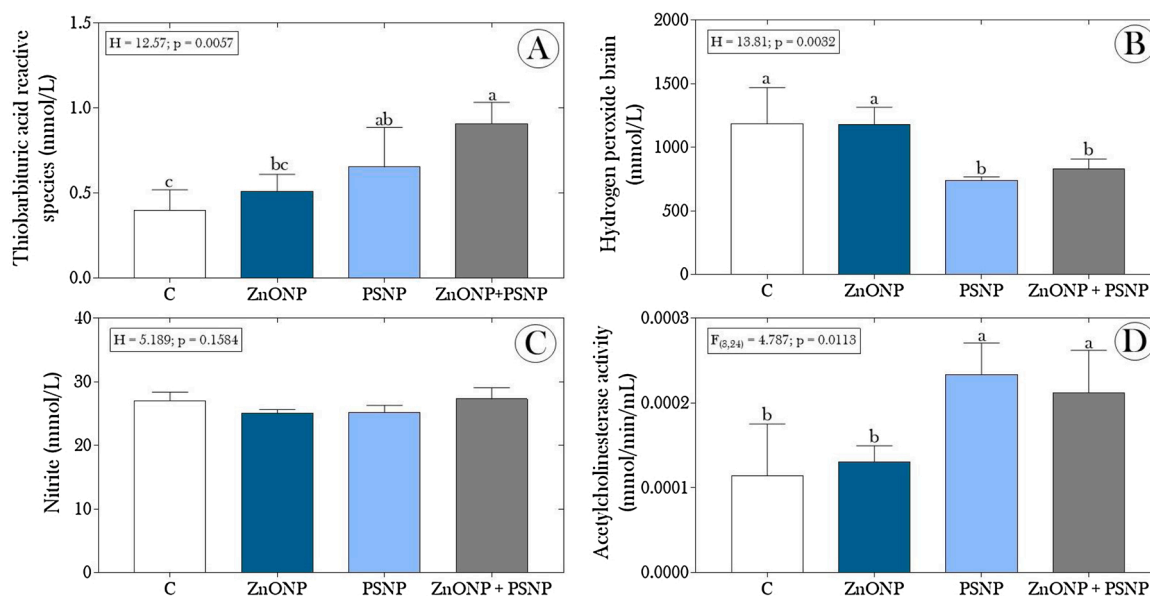 Thiobarbituric acid reactive
species (mmol/L)
1.5
1.0
0.5
0.0
H = 12.57; p = 0.0057
A
c
bc
ab
a
C
ZnONP
PSNP
ZnONP+PSNP
Hydrogen peroxide brain
(mmol/L)
2000
1500
1000
500
0
H = 13.81; p = 0.0032
B
a
a
b
b
C
ZnONP
PSNP
ZnONP + PSNP
Nitrite (mmol/L)
40
30
20
10
0
H = 5.189; p = 0.1584
C
C
ZnONP
PSNP
ZnONP + PSNP
Acetylcholinesterase activity
(mmol/min/mL)
0.0003
0.0002
0.0001
0.0000
F(3,24) = 4.787; p = 0.0113
D
b
b
a
a
C
ZnONP
PSNP
ZnONP + PSNP